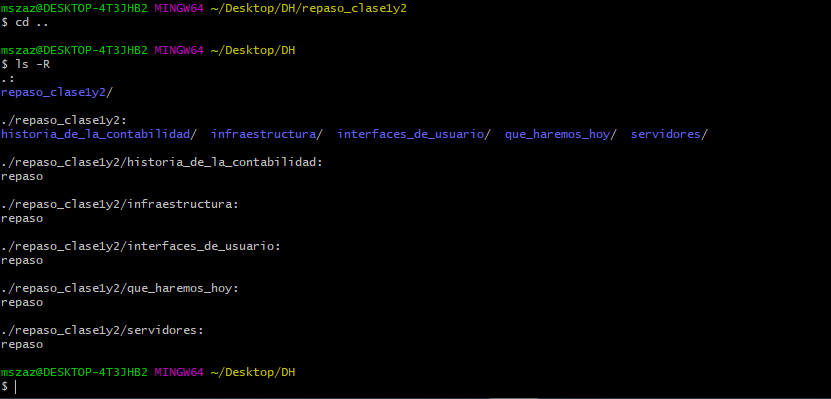 mszaz@DESKTOP-4T3JHB2 MINGW64 ~/Desktop/DH/repaso_clase1y2
$ cd ..
mszaz@DESKTOP-4T3JHB2 MINGW64 ~/Desktop/DH
$ ls -R
.:
repaso_clase1y2/
./repaso_clase1y2:
historia_de_la_contabilidad/  infraestructura/  interfaces_de_usuario/  que_haremos_hoy/  servidores/
./repaso_clase1y2/historia_de_la_contabilidad:
repaso
./repaso_clase1y2/infraestructura:
repaso
./repaso_clase1y2/interfaces_de_usuario:
repaso
./repaso_clase1y2/que_haremos_hoy:
repaso
./repaso_clase1y2/servidores:
repaso
mszaz@DESKTOP-4T3JHB2 MINGW64 ~/Desktop/DH
$